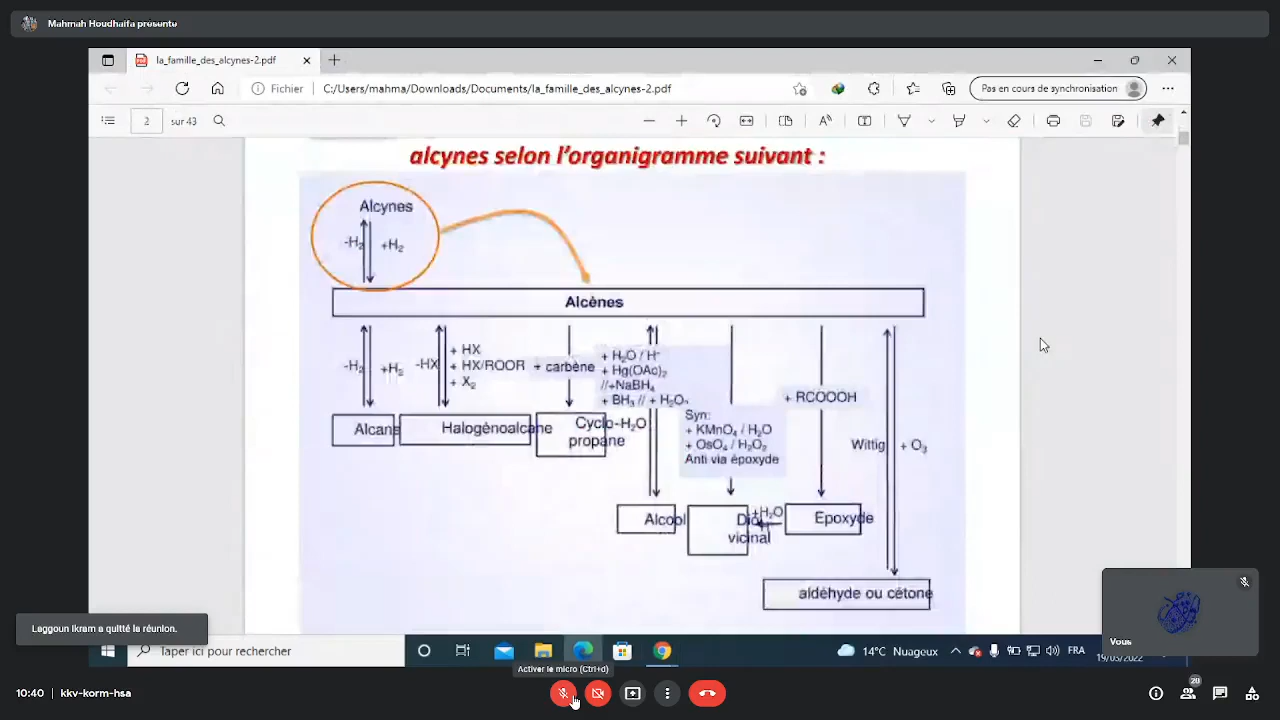 Mahmah Houdhaifa présente
la_famille_des_alcynes-2.pdf
Fichier
C:/Users/mahma/Downloads/Documents/la_famille_des_alcynes-2.pdf
Pas en cours de synchronisation
2
sur 43
alcynes selon l'organigramme suivant :
Alcynes
-H₂
+H₂
Alcènes
-H₂
+H₂
-HX
+ HX
+ HX/ROOR
+ X₂
+ carbène
+ H₂O / H⁺
+ Hg(OAc)₂
//+NaBH₄
+ BH₃ // + H₂O₂
Syn:
+ KMnO₄ / H₂O
+ OsO₄ / H₂O₂
Anti via époxyde
+ RCOOOH
Wittig
+ O₃
Alcane
Halogénoalcane
Cyclo
propane
-H₂O
Alcool
Diol
vicinal
+H₂O
Epoxyde
aldéhyde ou cétone
Laggoun Ikram a quitté la réunion.
Vous
Taper ici pour rechercher
14°C Nuageux
FRA
19/03/2022
Activer le micro (Ctrl+d)
10:40
kkv-korm-hsa
20